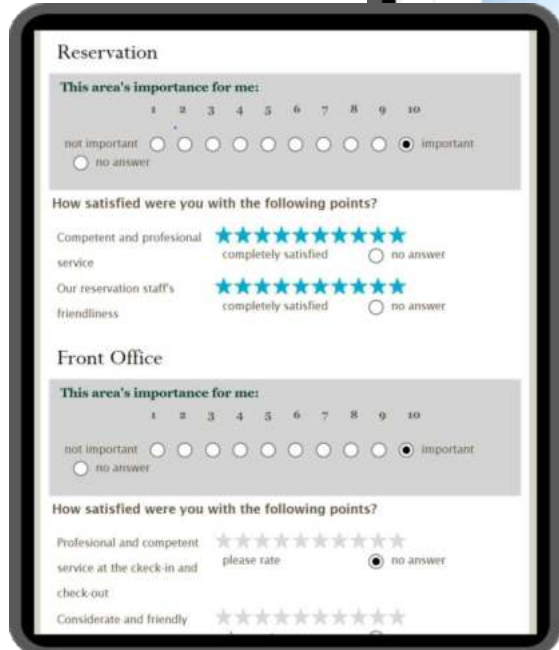 Reservation
This area's importance for me:
1 2 3 4 5 6 7 8 9 10
not important important
no answer
How satisfied were you with the following points?
Competent and profesional
service
completely satisfied no answer
Our reservation staff's
friendliness
completely satisfied no answer
Front Office
This area's importance for me:
1 2 3 4 5 6 7 8 9 10
not important important
no answer
How satisfied were you with the following points?
Profesional and competent
service at the ckeck-in and
check-out
please rate no answer
Considerate and friendly